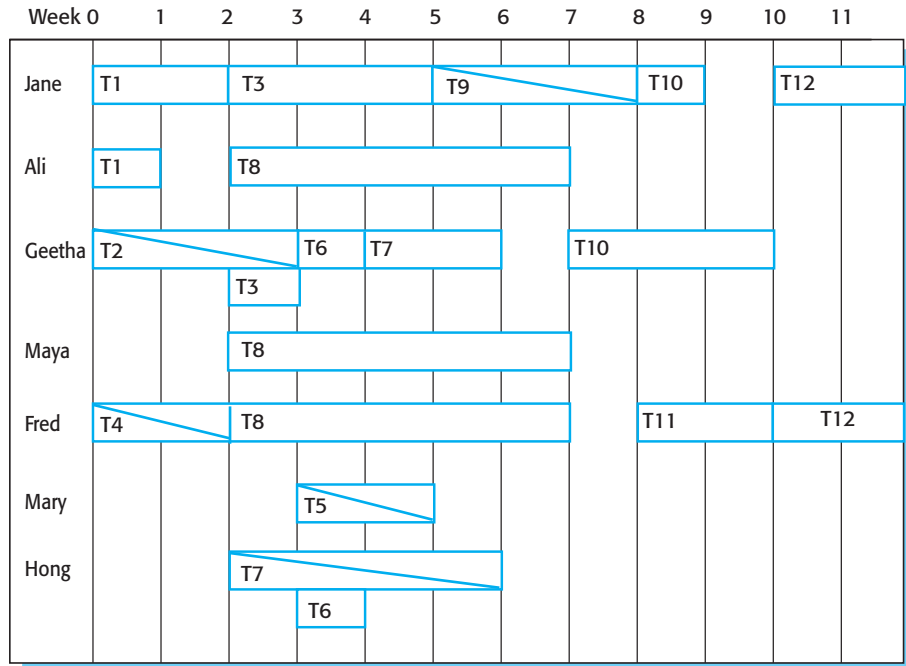 Week 0 1 2 3 4 5 6 7 8 9 10 11
Jane T1 T3 T9 T10 T12
Ali T1 T8
Geetha T2 T6 T7 T10
T3
Maya T8
Fred T4 T8 T11 T12
Mary T5
Hong T7
T6